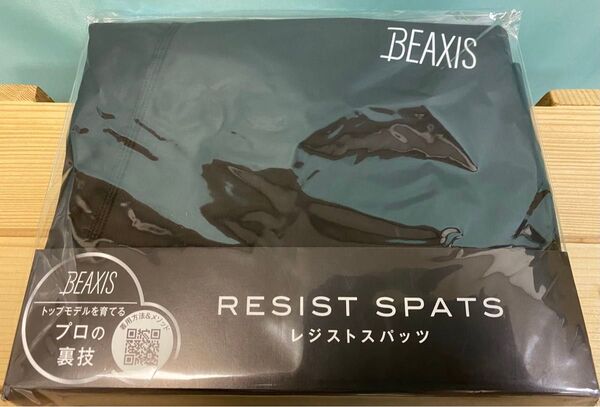 BEAXIS
BEAXIS
トップモデルを育てる
プロの
裏技
着用方法&メソッド
RESIST SPATS
レジストスパッツ